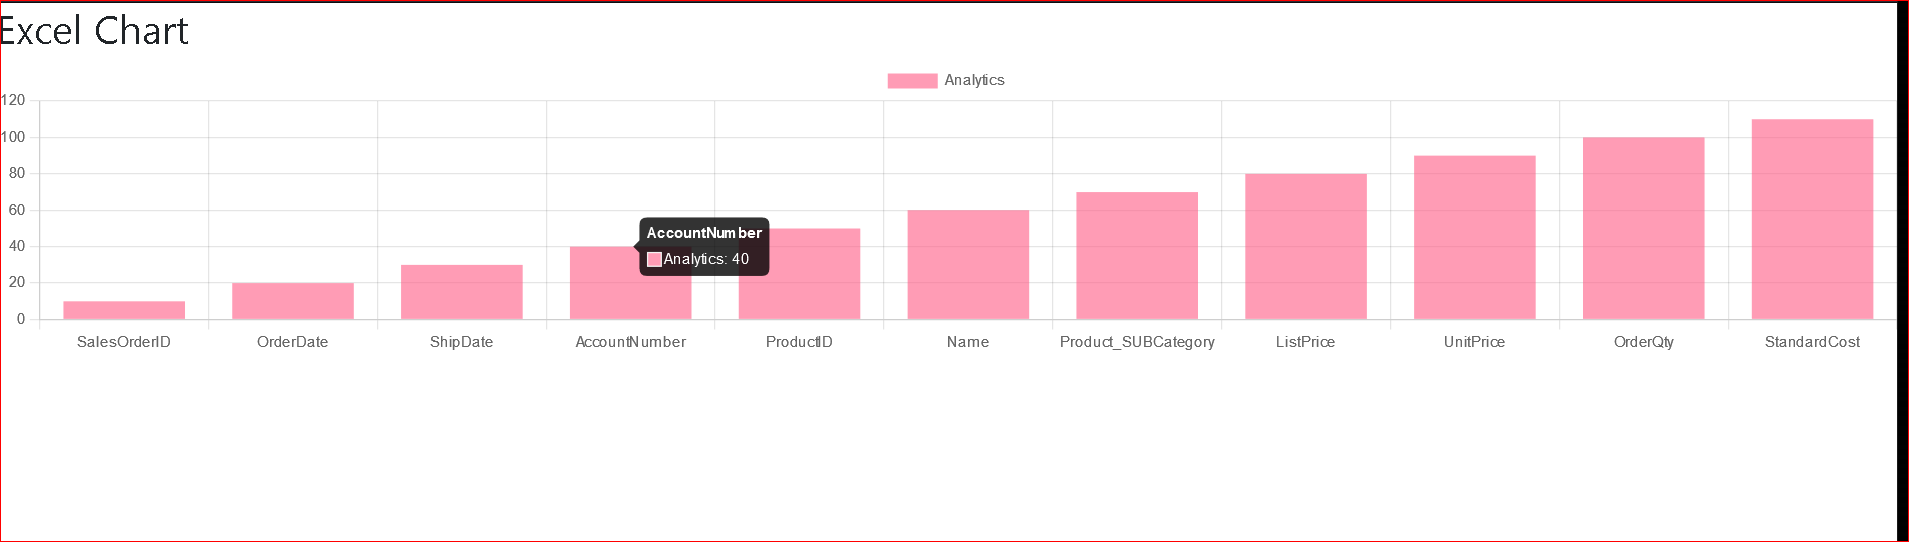 Excel Chart
Analytics
120
100
80
60
40
20
0
AccountNumber
Analytics: 40
SalesOrderID OrderDate ShipDate AccountNumber ProductID Name Product_SUBCategory ListPrice UnitPrice OrderQty StandardCost